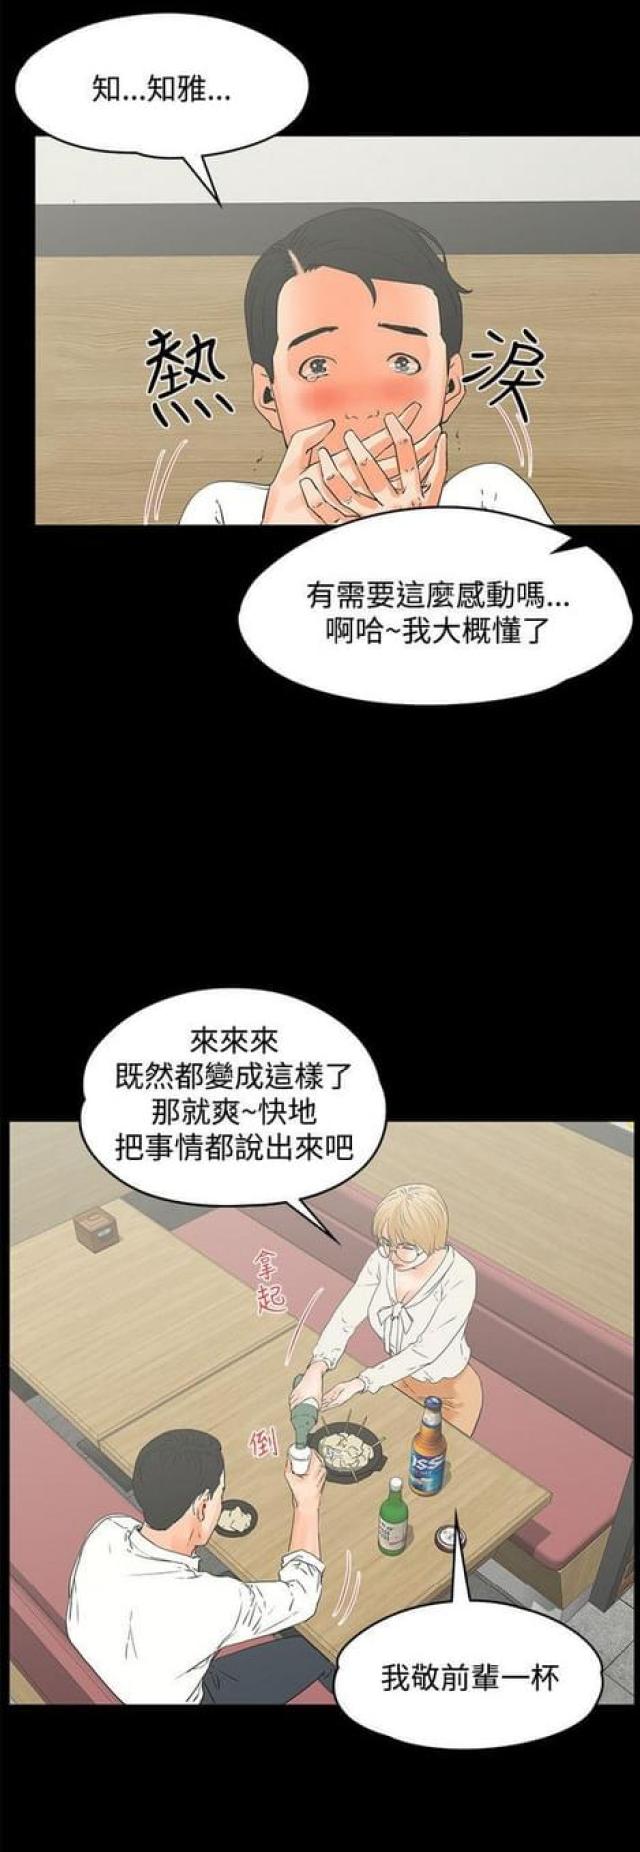 知...知雅...
熱
淚
有需要這麼感動嗎...
啊哈~我大概懂了
來來來
既然都變成這樣了
那就爽~快地
把事情都說出來吧
拿起
倒
我敬前輩一杯